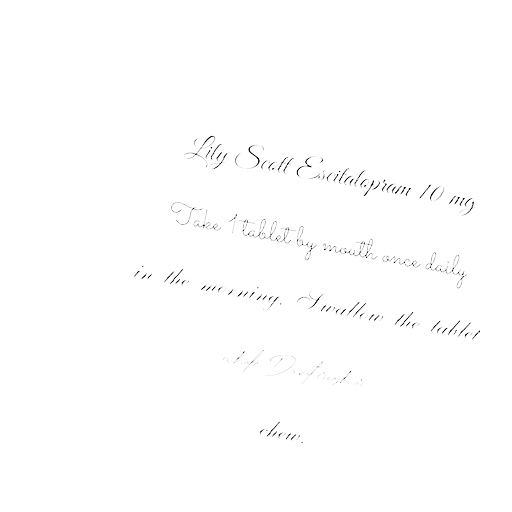 Lily Scott Escitalopram 10 mg
Take 1 tablet by mouth once daily
in the morning. Swallow the tablet
whole
chew.